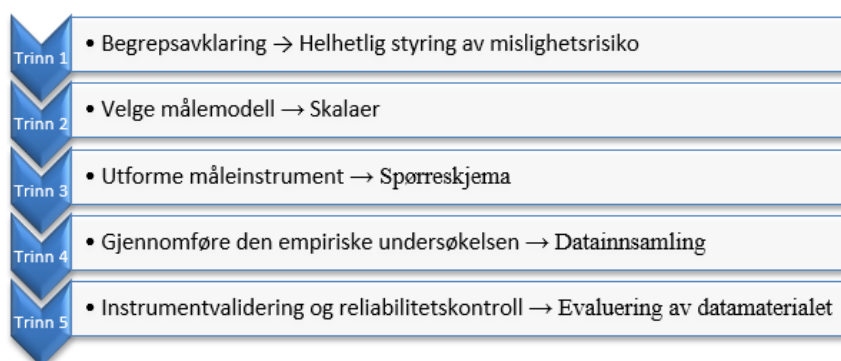 Trinn 1
• Begrepsavklaring → Helhetlig styring av mislighetsrisiko
Trinn 2
• Velge målemodell → Skalaer
Trinn 3
• Utforme måleinstrument → Spørreskjema
Trinn 4
• Gjennomføre den empiriske undersøkelsen → Datainnsamling
Trinn 5
• Instrumentvalidering og reliabilitetskontroll → Evaluering av datamaterialet